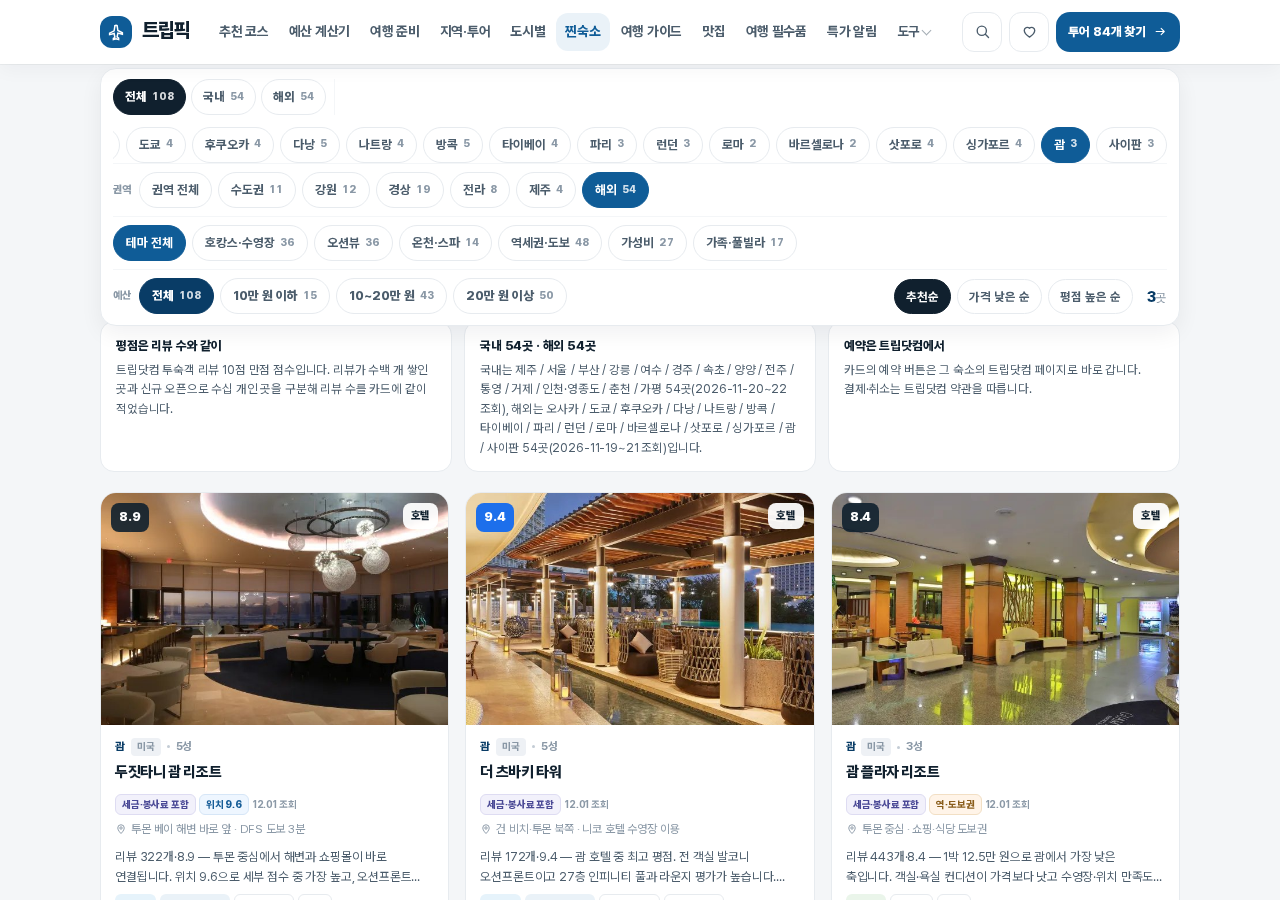 트립픽 추천 코스 예산 계산기 여행 준비 지역·투어 도시별 찐숙소 여행 가이드 맛집 여행 필수품 특가 알림 도구 투어 84개 찾기 →
전체 108 국내 54 해외 54
도쿄 4 후쿠오카 4 다낭 5 나트랑 4 방콕 5 타이베이 4 파리 3 런던 3 로마 2 바르셀로나 2 삿포로 4 싱가포르 4 괌 3 사이판 3
권역 권역 전체 수도권 11 강원 12 경상 19 전라 8 제주 4 해외 54
테마 전체 호캉스·수영장 36 오션뷰 36 온천·스파 14 역세권·도보 48 가성비 27 가족·풀빌라 17
예산 전체 108 10만 원 이하 15 10~20만 원 43 20만 원 이상 50 추천순 가격 낮은 순 평점 높은 순 3곳
평점은 리뷰 수와 같이
트립닷컴 투숙객 리뷰 10점 만점 점수입니다. 리뷰가 수백 개 쌓인
곳과 신규 오픈으로 수십 개인 곳을 구분해 리뷰 수를 카드에 같이
적었습니다.
국내 54곳 · 해외 54곳
국내는 제주 / 서울 / 부산 / 강릉 / 여수 / 경주 / 속초 / 양양 / 전주 /
통영 / 거제 / 인천·영종도 / 춘천 / 가평 54곳(2026-11-20~22
조회), 해외는 오사카 / 도쿄 / 후쿠오카 / 다낭 / 나트랑 / 방콕 /
타이베이 / 파리 / 런던 / 로마 / 바르셀로나 / 삿포로 / 싱가포르 / 괌
/ 사이판 54곳(2026-11-19~21 조회)입니다.
예약은 트립닷컴에서
카드의 예약 버튼은 그 숙소의 트립닷컴 페이지로 바로 갑니다.
결제·취소는 트립닷컴 약관을 따릅니다.
8.9 호텔
괌 미국 · 5성
두짓타니 괌 리조트
세금·봉사료 포함 위치 9.6 12.01 조회
투몬 베이 해변 바로 앞 · DFS 도보 3분
리뷰 322개·8.9 — 투몬 중심에서 해변과 쇼핑몰이 바로
연결됩니다. 위치 9.6으로 세부 점수 중 가장 높고, 오션프론트...
9.4 호텔
괌 미국 · 5성
더 츠바키 타워
세금·봉사료 포함 12.01 조회
건 비치·투몬 북쪽 · 니코 호텔 수영장 이용
리뷰 172개·9.4 — 괌 호텔 중 최고 평점. 전 객실 발코니
오션프론트이고 27층 인피니티 풀과 라운지 평가가 높습니다....
8.4 호텔
괌 미국 · 3성
괌 플라자 리조트
세금·봉사료 포함 역·도보권 12.01 조회
투몬 중심 · 쇼핑·식당 도보권
리뷰 443개·8.4 — 1박 12.5만 원으로 괌에서 가장 낮은
축입니다. 객실·욕실 컨디션이 가격보다 낫고 수영장·위치 만족도...